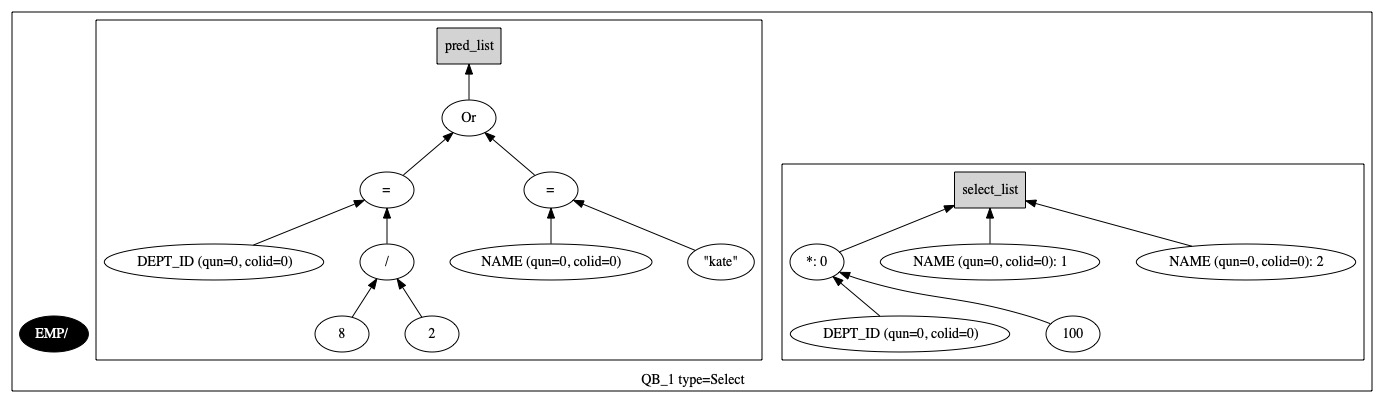 pred_list
Or
=
=
select_list
DEPT_ID (qun=0, colid=0)
/
NAME (qun=0, colid=0)
"kate"
*: 0
NAME (qun=0, colid=0): 1
NAME (qun=0, colid=0): 2
EMP/
8
2
DEPT_ID (qun=0, colid=0)
100
QB_1 type=Select